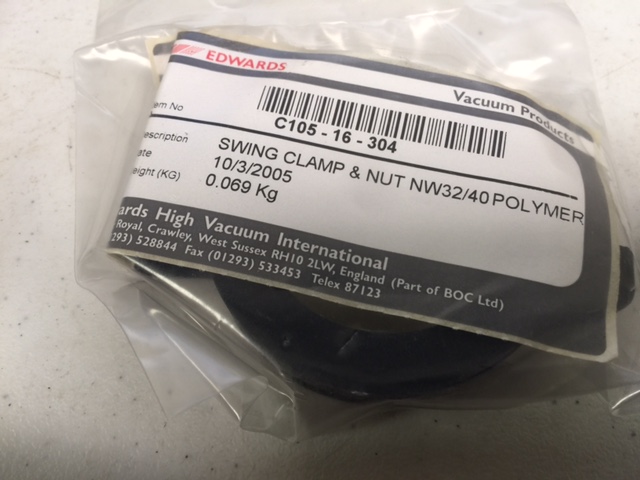 EDWARDS
Vacuum Products
em No
C105 - 16 - 304
escription
SWING CLAMP & NUT NW32/40 POLYMER
ate
10/3/2005
eight (KG)
0.069 Kg
ards High Vacuum International
Royal, Crawley, West Sussex RH10 2LW, England (Part of BOC Ltd)
293) 528844 Fax (01293) 533453 Telex 87123